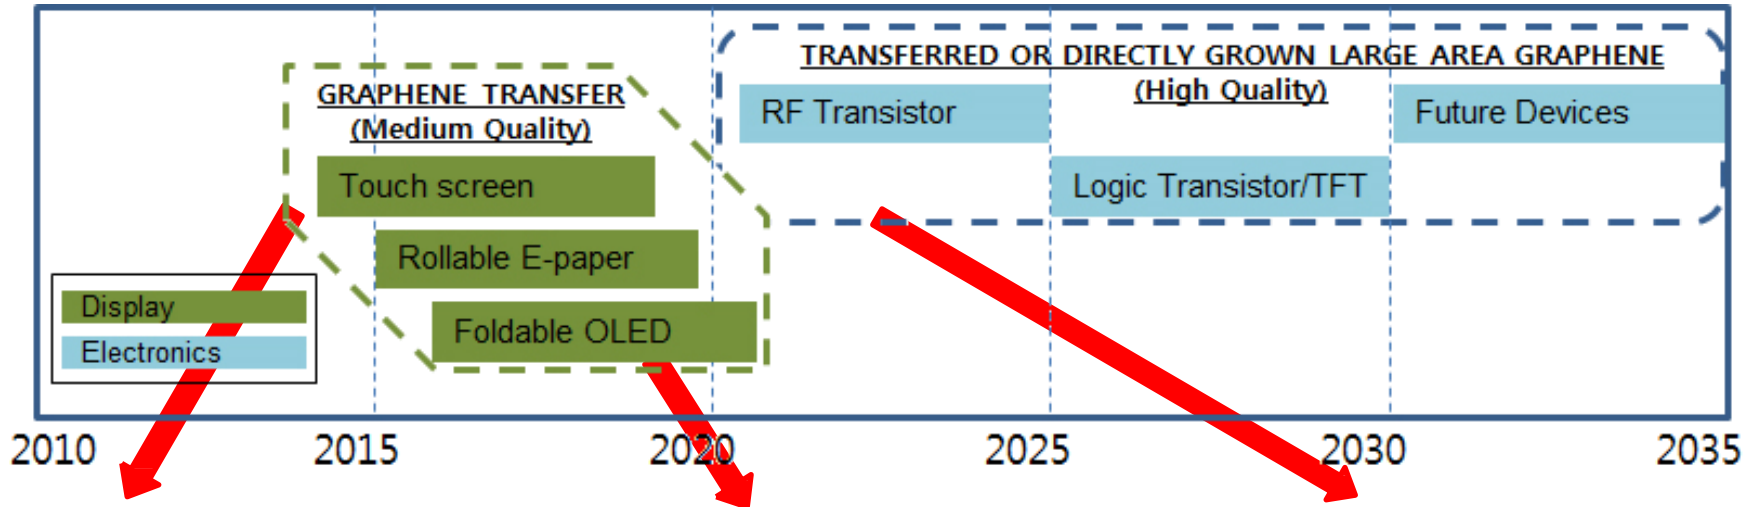 TRANSFERRED OR DIRECTLY GROWN LARGE AREA GRAPHENE
(High Quality)
GRAPHENE TRANSFER
(Medium Quality)
RF Transistor
Future Devices
Touch screen
Logic Transistor/TFT
Rollable E-paper
Foldable OLED
Display
Electronics
2010
2015
2020
2025
2030
2035